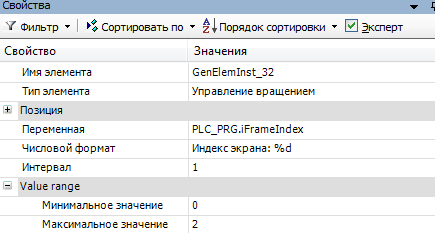 Свойства
Фильтр Сортировать по Порядок сортировки Эксперт
Свойство Значения
Имя элемента GenElemInst_32
Тип элемента Управление вращением
Позиция
Переменная PLC_PRG.iFrameIndex
Числовой формат Индекс экрана: %d
Интервал 1
Value range
Минимальное значение 0
Максимальное значение 2